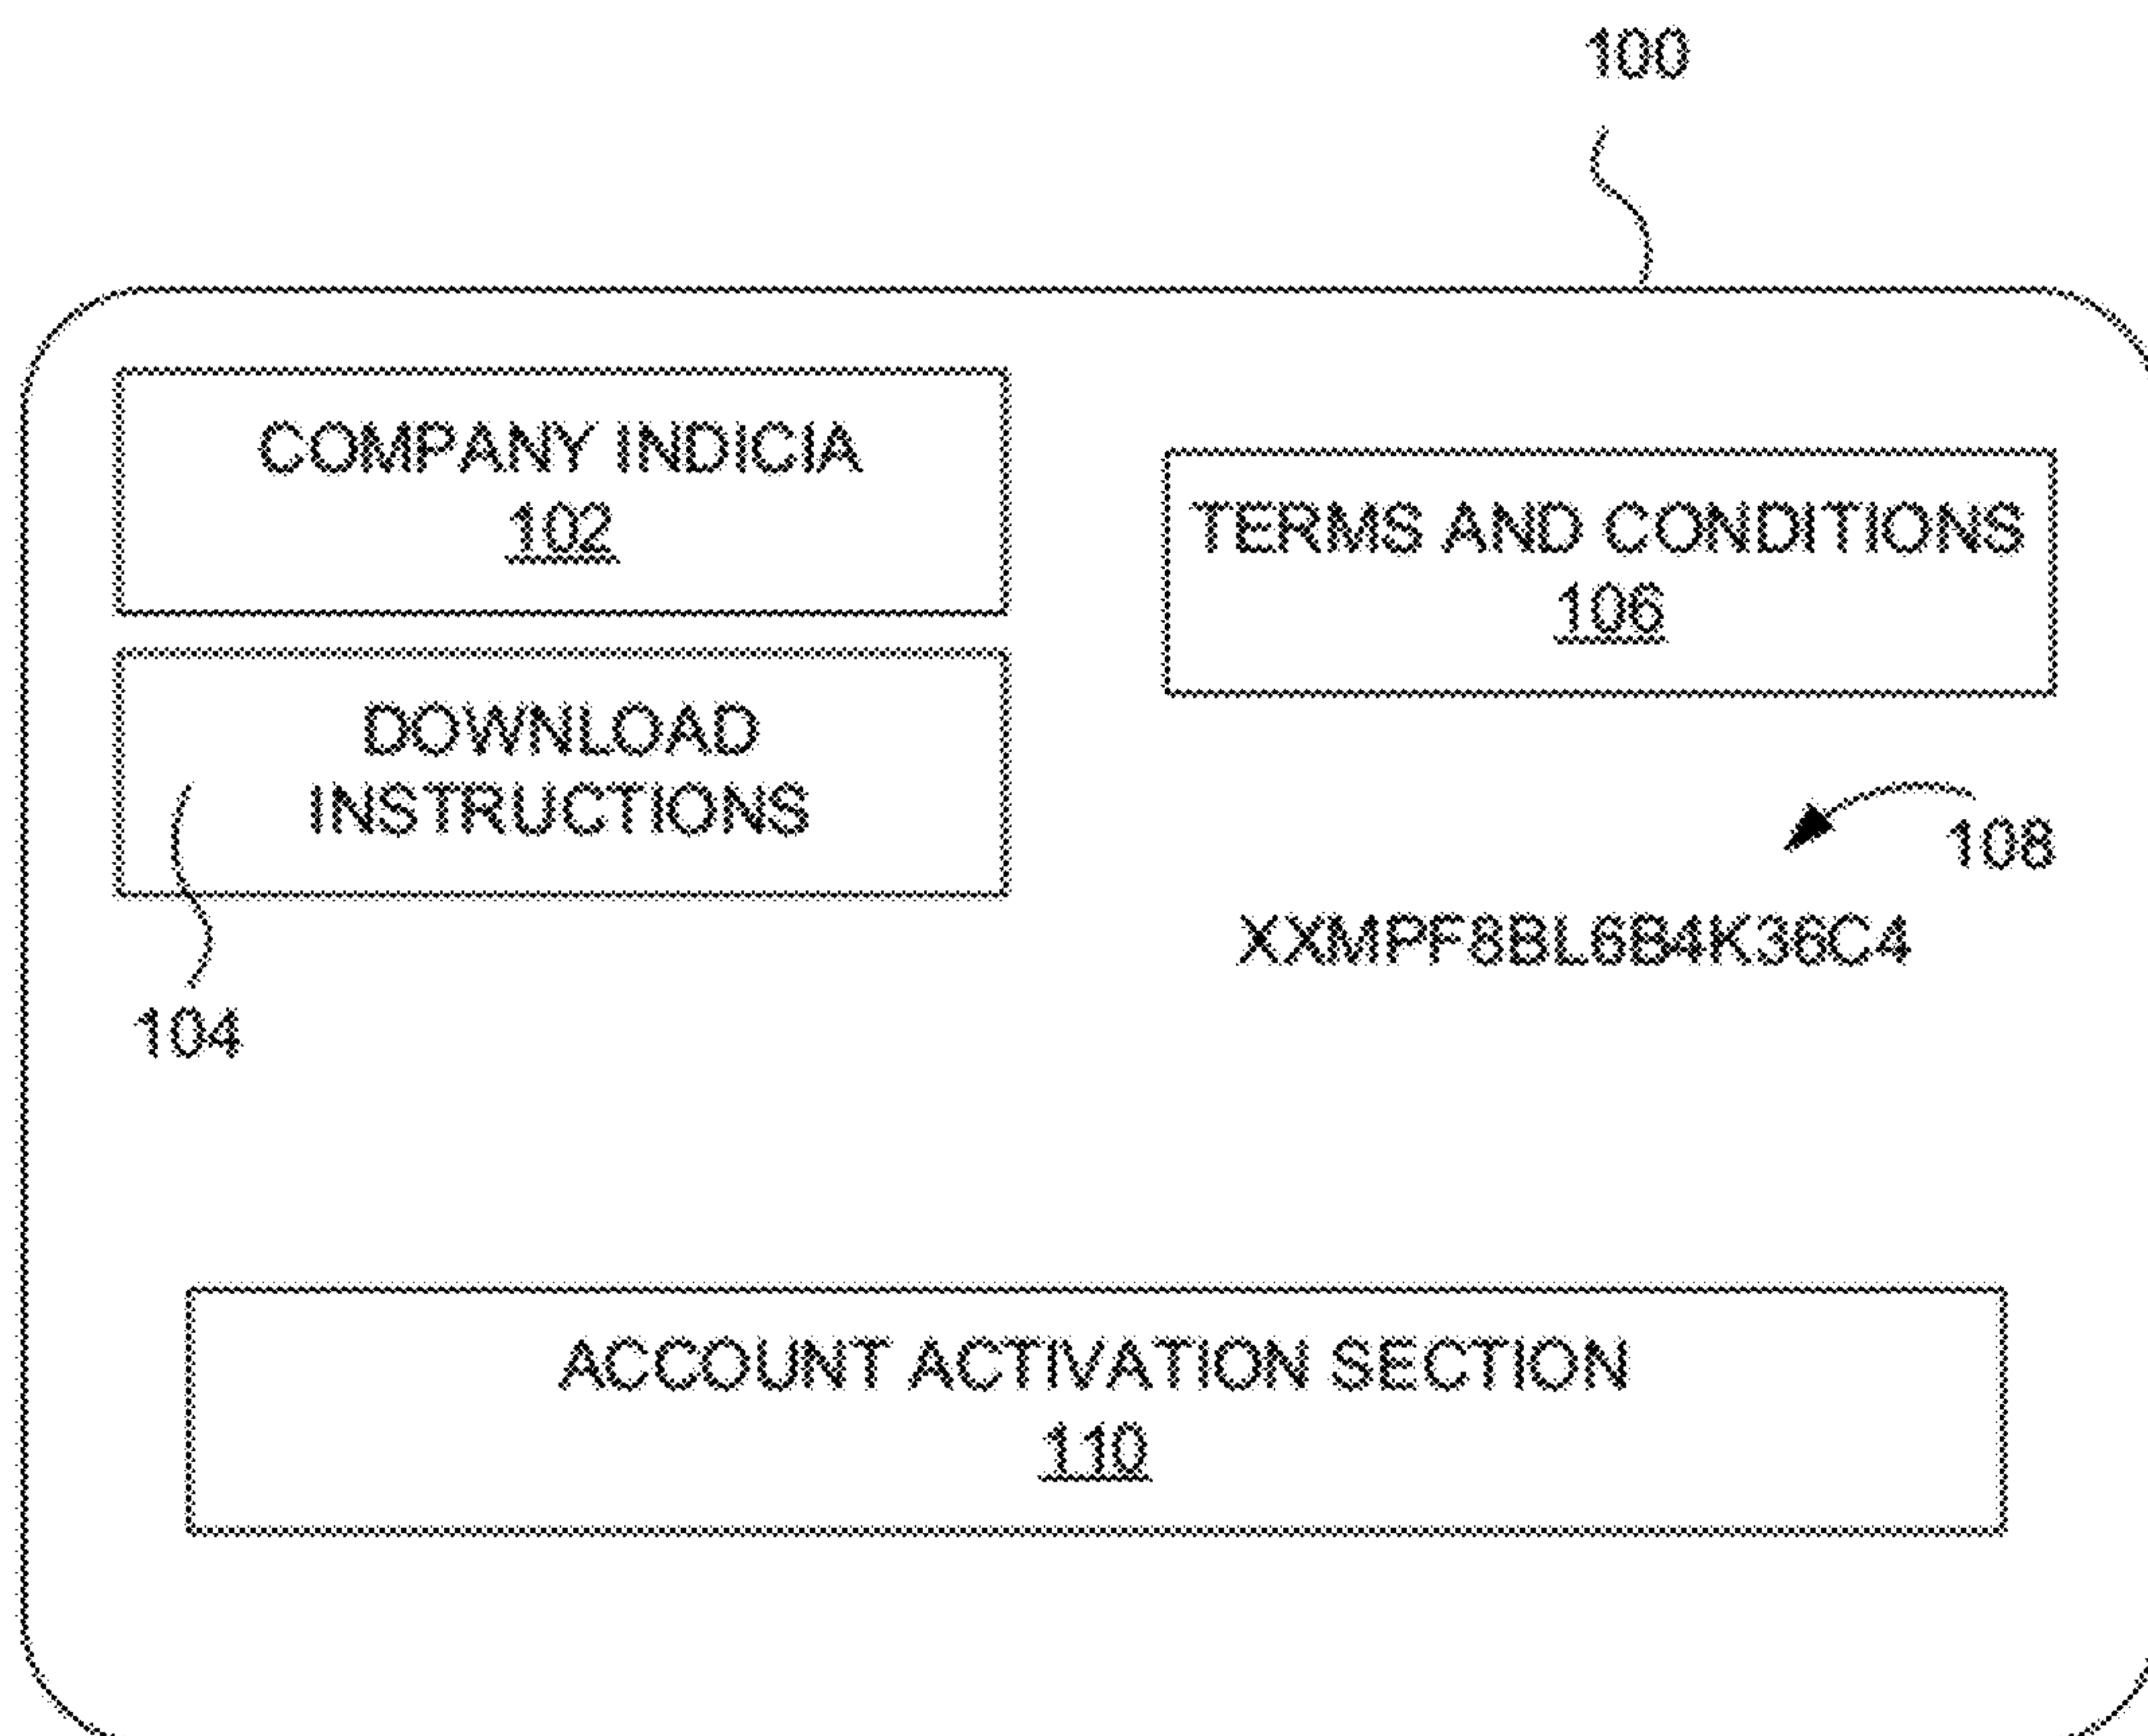 100
COMPANY INDICIA
102
TERMS AND CONDITIONS
106
DOWNLOAD
INSTRUCTIONS
104
108
XXMPF8BL6B4K36C4
ACCOUNT ACTIVATION SECTION
110